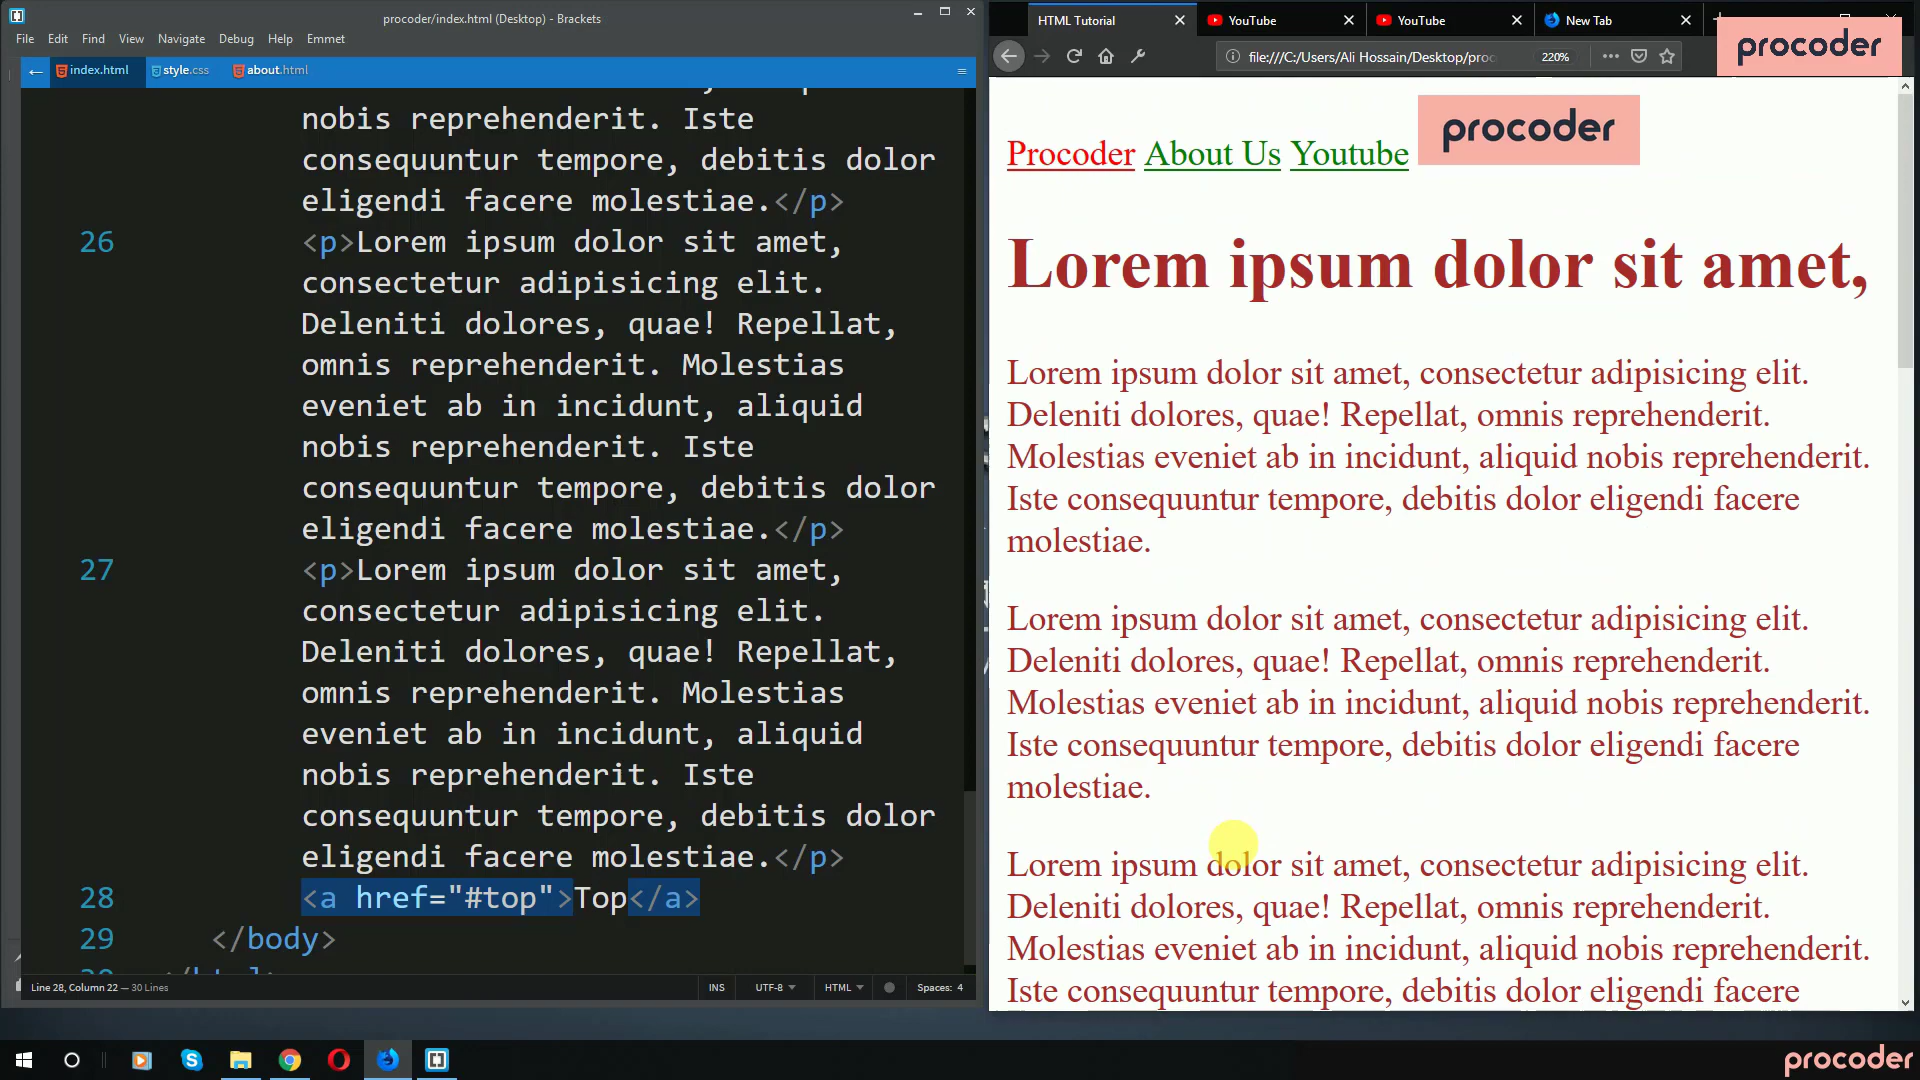 procoder/index.html (Desktop) - Brackets
File Edit Find View Navigate Debug Help Emmet
index.html style.css about.html
nobis reprehenderit. Iste
consequuntur tempore, debitis dolor
eligendi facere molestiae.</p>
26 <p>Lorem ipsum dolor sit amet,
consectetur adipisicing elit.
Deleniti dolores, quae! Repellat,
omnis reprehenderit. Molestias
eveniet ab in incidunt, aliquid
nobis reprehenderit. Iste
consequuntur tempore, debitis dolor
eligendi facere molestiae.</p>
27 <p>Lorem ipsum dolor sit amet,
consectetur adipisicing elit.
Deleniti dolores, quae! Repellat,
omnis reprehenderit. Molestias
eveniet ab in incidunt, aliquid
nobis reprehenderit. Iste
consequuntur tempore, debitis dolor
eligendi facere molestiae.</p>
28 <a href="#top">Top</a>
29 </body>
Line 28, Column 22 — 30 Lines
INS UTF-8 HTML Spaces: 4
HTML Tutorial YouTube YouTube New Tab
file:///C:/Users/Ali Hossain/Desktop/proc 220%
procoder
Procoder About Us Youtube procoder
Lorem ipsum dolor sit amet,
Lorem ipsum dolor sit amet, consectetur adipisicing elit.
Deleniti dolores, quae! Repellat, omnis reprehenderit.
Molestias eveniet ab in incidunt, aliquid nobis reprehenderit.
Iste consequuntur tempore, debitis dolor eligendi facere
molestiae.
Lorem ipsum dolor sit amet, consectetur adipisicing elit.
Deleniti dolores, quae! Repellat, omnis reprehenderit.
Molestias eveniet ab in incidunt, aliquid nobis reprehenderit.
Iste consequuntur tempore, debitis dolor eligendi facere
molestiae.
Lorem ipsum dolor sit amet, consectetur adipisicing elit.
Deleniti dolores, quae! Repellat, omnis reprehenderit.
Molestias eveniet ab in incidunt, aliquid nobis reprehenderit.
Iste consequuntur tempore, debitis dolor eligendi facere
procoder